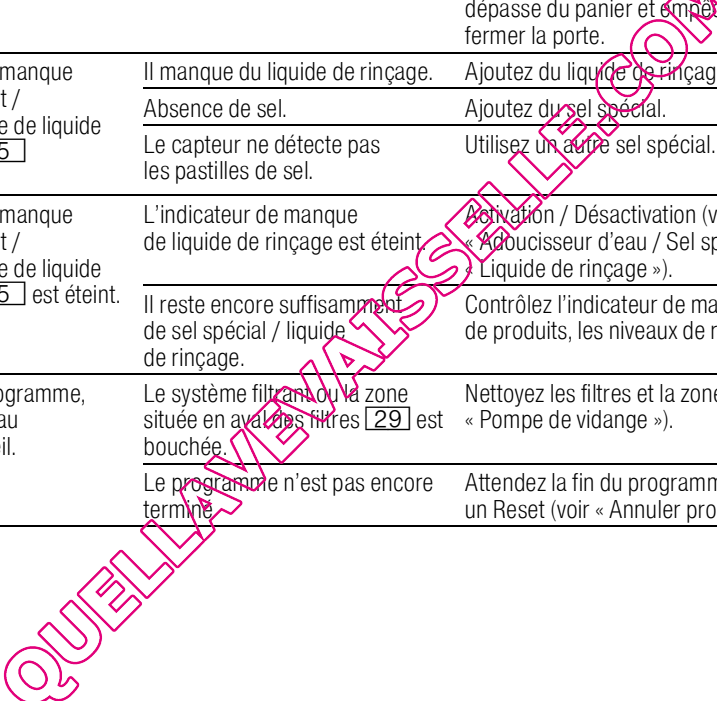 dépasse du panier et empê
fermer la porte.
manque
t /
e de liquide
5
Il manque du liquide de rinçage.
Ajoutez du liquide de rinçag
Absence de sel.
Ajoutez du sel spécial.
Le capteur ne détecte pas
les pastilles de sel.
Utilisez un autre sel spécial.
manque
t /
e de liquide
5 est éteint.
L'indicateur de manque
de liquide de rinçage est éteint.
Activation / Désactivation (v
« Adoucisseur d'eau / Sel sp
« Liquide de rinçage »).
Il reste encore suffisamment
de sel spécial / liquide
de rinçage.
Contrôlez l'indicateur de ma
de produits, les niveaux de r
ogramme,
au
il.
Le système filtrant ou la zone
située en aval des filtres 29 est
bouchée.
Nettoyez les filtres et la zone
« Pompe de vidange »).
Le programme n'est pas encore
terminé
Attendez la fin du programm
un Reset (voir « Annuler pro
QUELLAVEVAISSELLE.COM